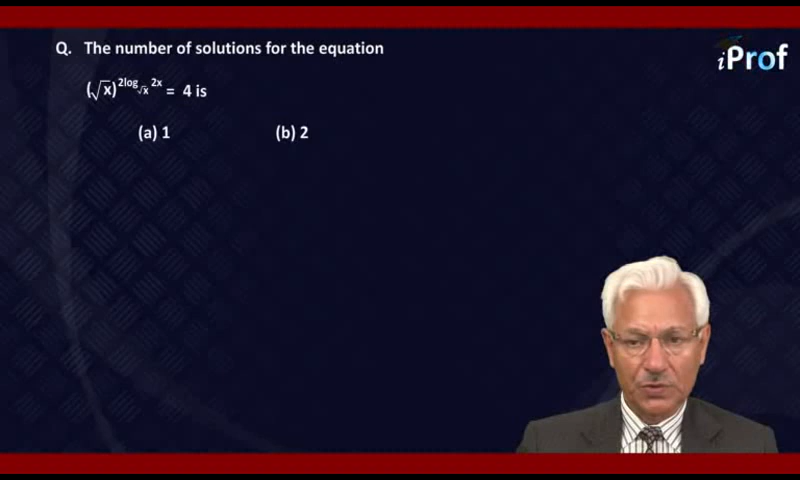 iProf
Q. The number of solutions for the equation
(√x)^2log_√x 2x = 4 is
(a) 1 (b) 2